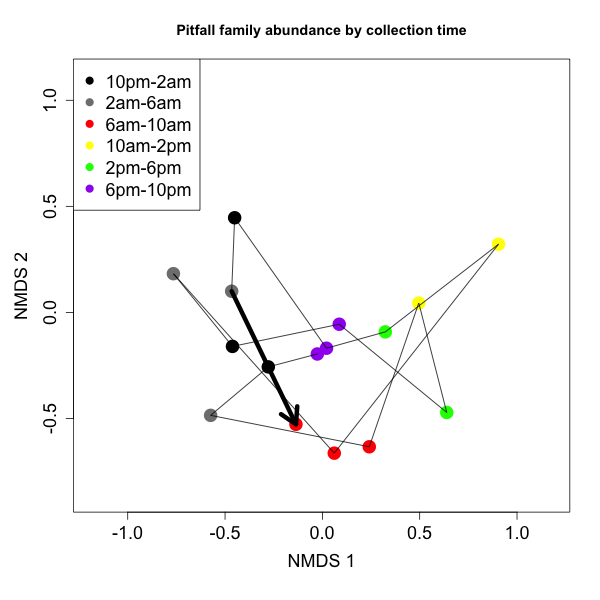 Pitfall family abundance by collection time
10pm-2am
2am-6am
6am-10am
10am-2pm
2pm-6pm
6pm-10pm
1.0
0.5
0.0
-0.5
NMDS 2
-1.0 -0.5 0.0 0.5 1.0
NMDS 1